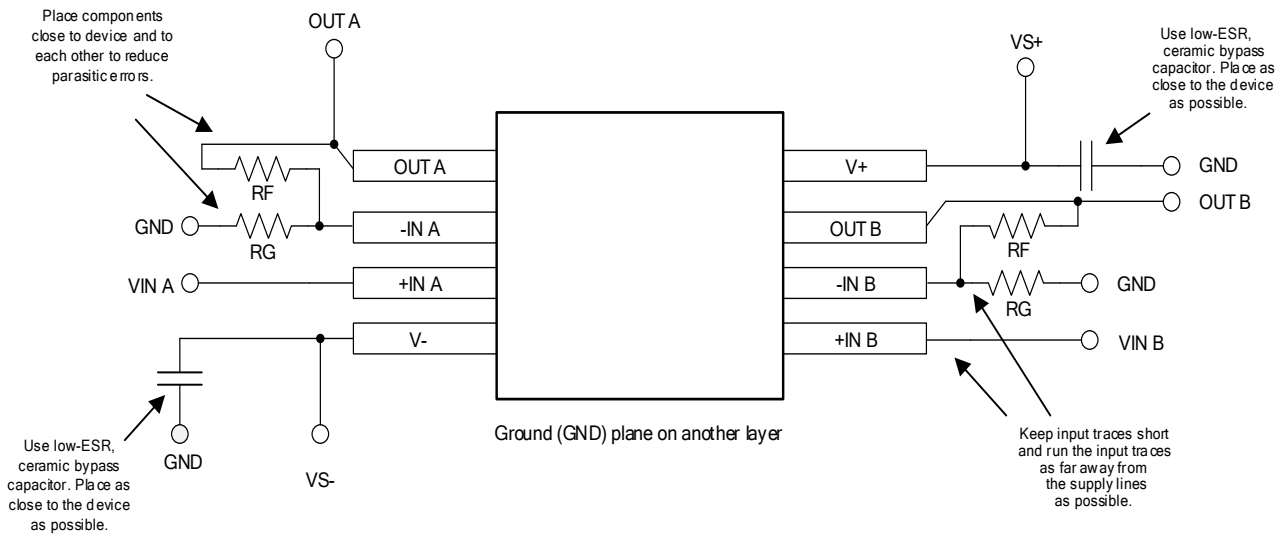 Place components
close to device and to
each other to reduce
parasitic errors.
OUT A
VS+
Use low-ESR,
ceramic bypass
capacitor. Place as
close to the device
as possible.
OUT A
V+
GND
RF
OUT B
OUT B
GND
RG
-IN A
RF
VIN A
+IN A
-IN B
RG
GND
V-
+IN B
VIN B
Use low-ESR,
ceramic bypass
capacitor. Place as
close to the device
as possible.
GND
VS-
Ground (GND) plane on another layer
Keep input traces short
and run the input traces
as far away from
the supply lines
as possible.